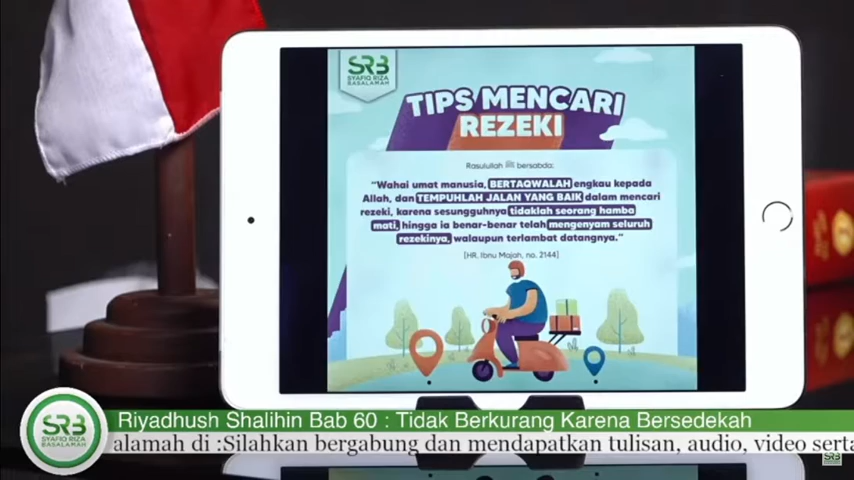 SRB
SYAFIQ RIZA
BASALAMAH
TIPS MENCARI
REZEKI
Rasulullah ﷺ bersabda:
"Wahai umat manusia, BERTAQWALAH engkau kepada
Allah, dan TEMPUHLAH JALAN YANG BAIK dalam mencari
rezeki, karena sesungguhnya tidaklah seorang hamba
mati, hingga ia benar-benar telah mengenyam seluruh
rezekinya, walaupun terlambat datangnya."
[HR. Ibnu Majah, no. 2144]
SRB
SYAFIQ RIZA
BASALAMAH
Riyadhush Shalihin Bab 60 : Tidak Berkurang Karena Bersedekah
alamah di :Silahkan bergabung dan mendapatkan tulisan, audio, video serta
SRB